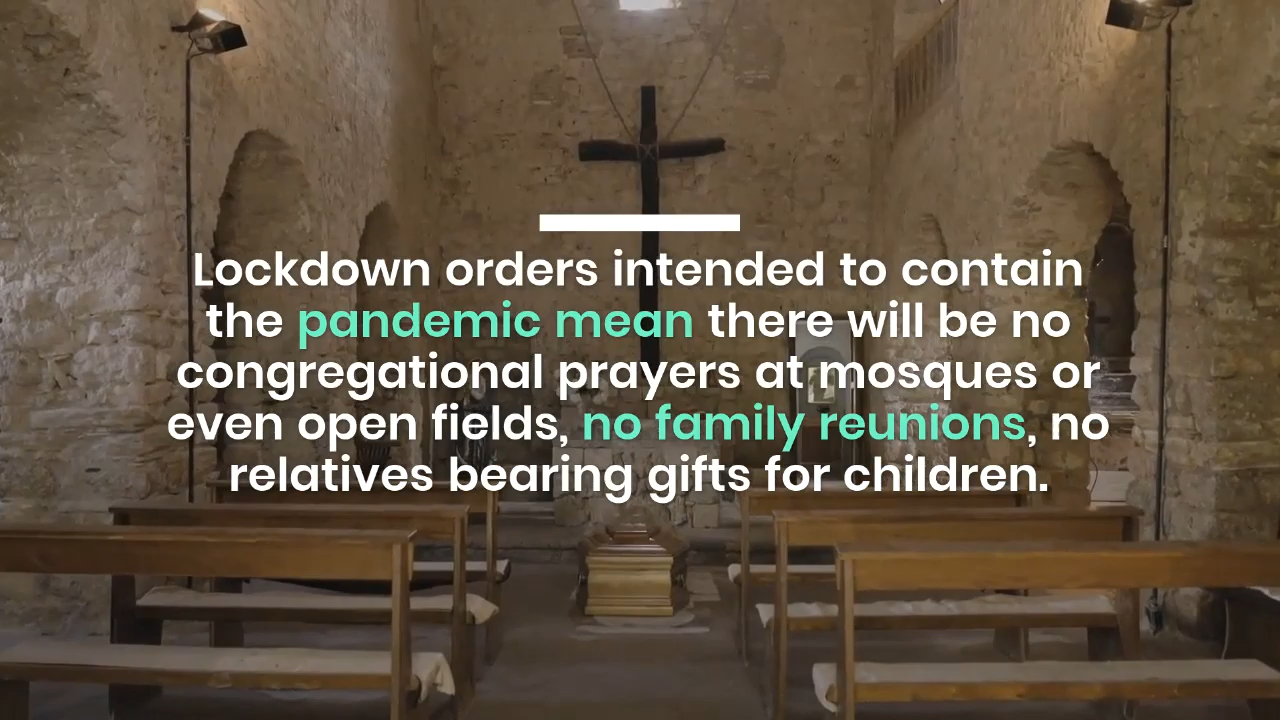 Lockdown orders intended to contain
the pandemic mean there will be no
congregational prayers at mosques or
even open fields, no family reunions, no
relatives bearing gifts for children.